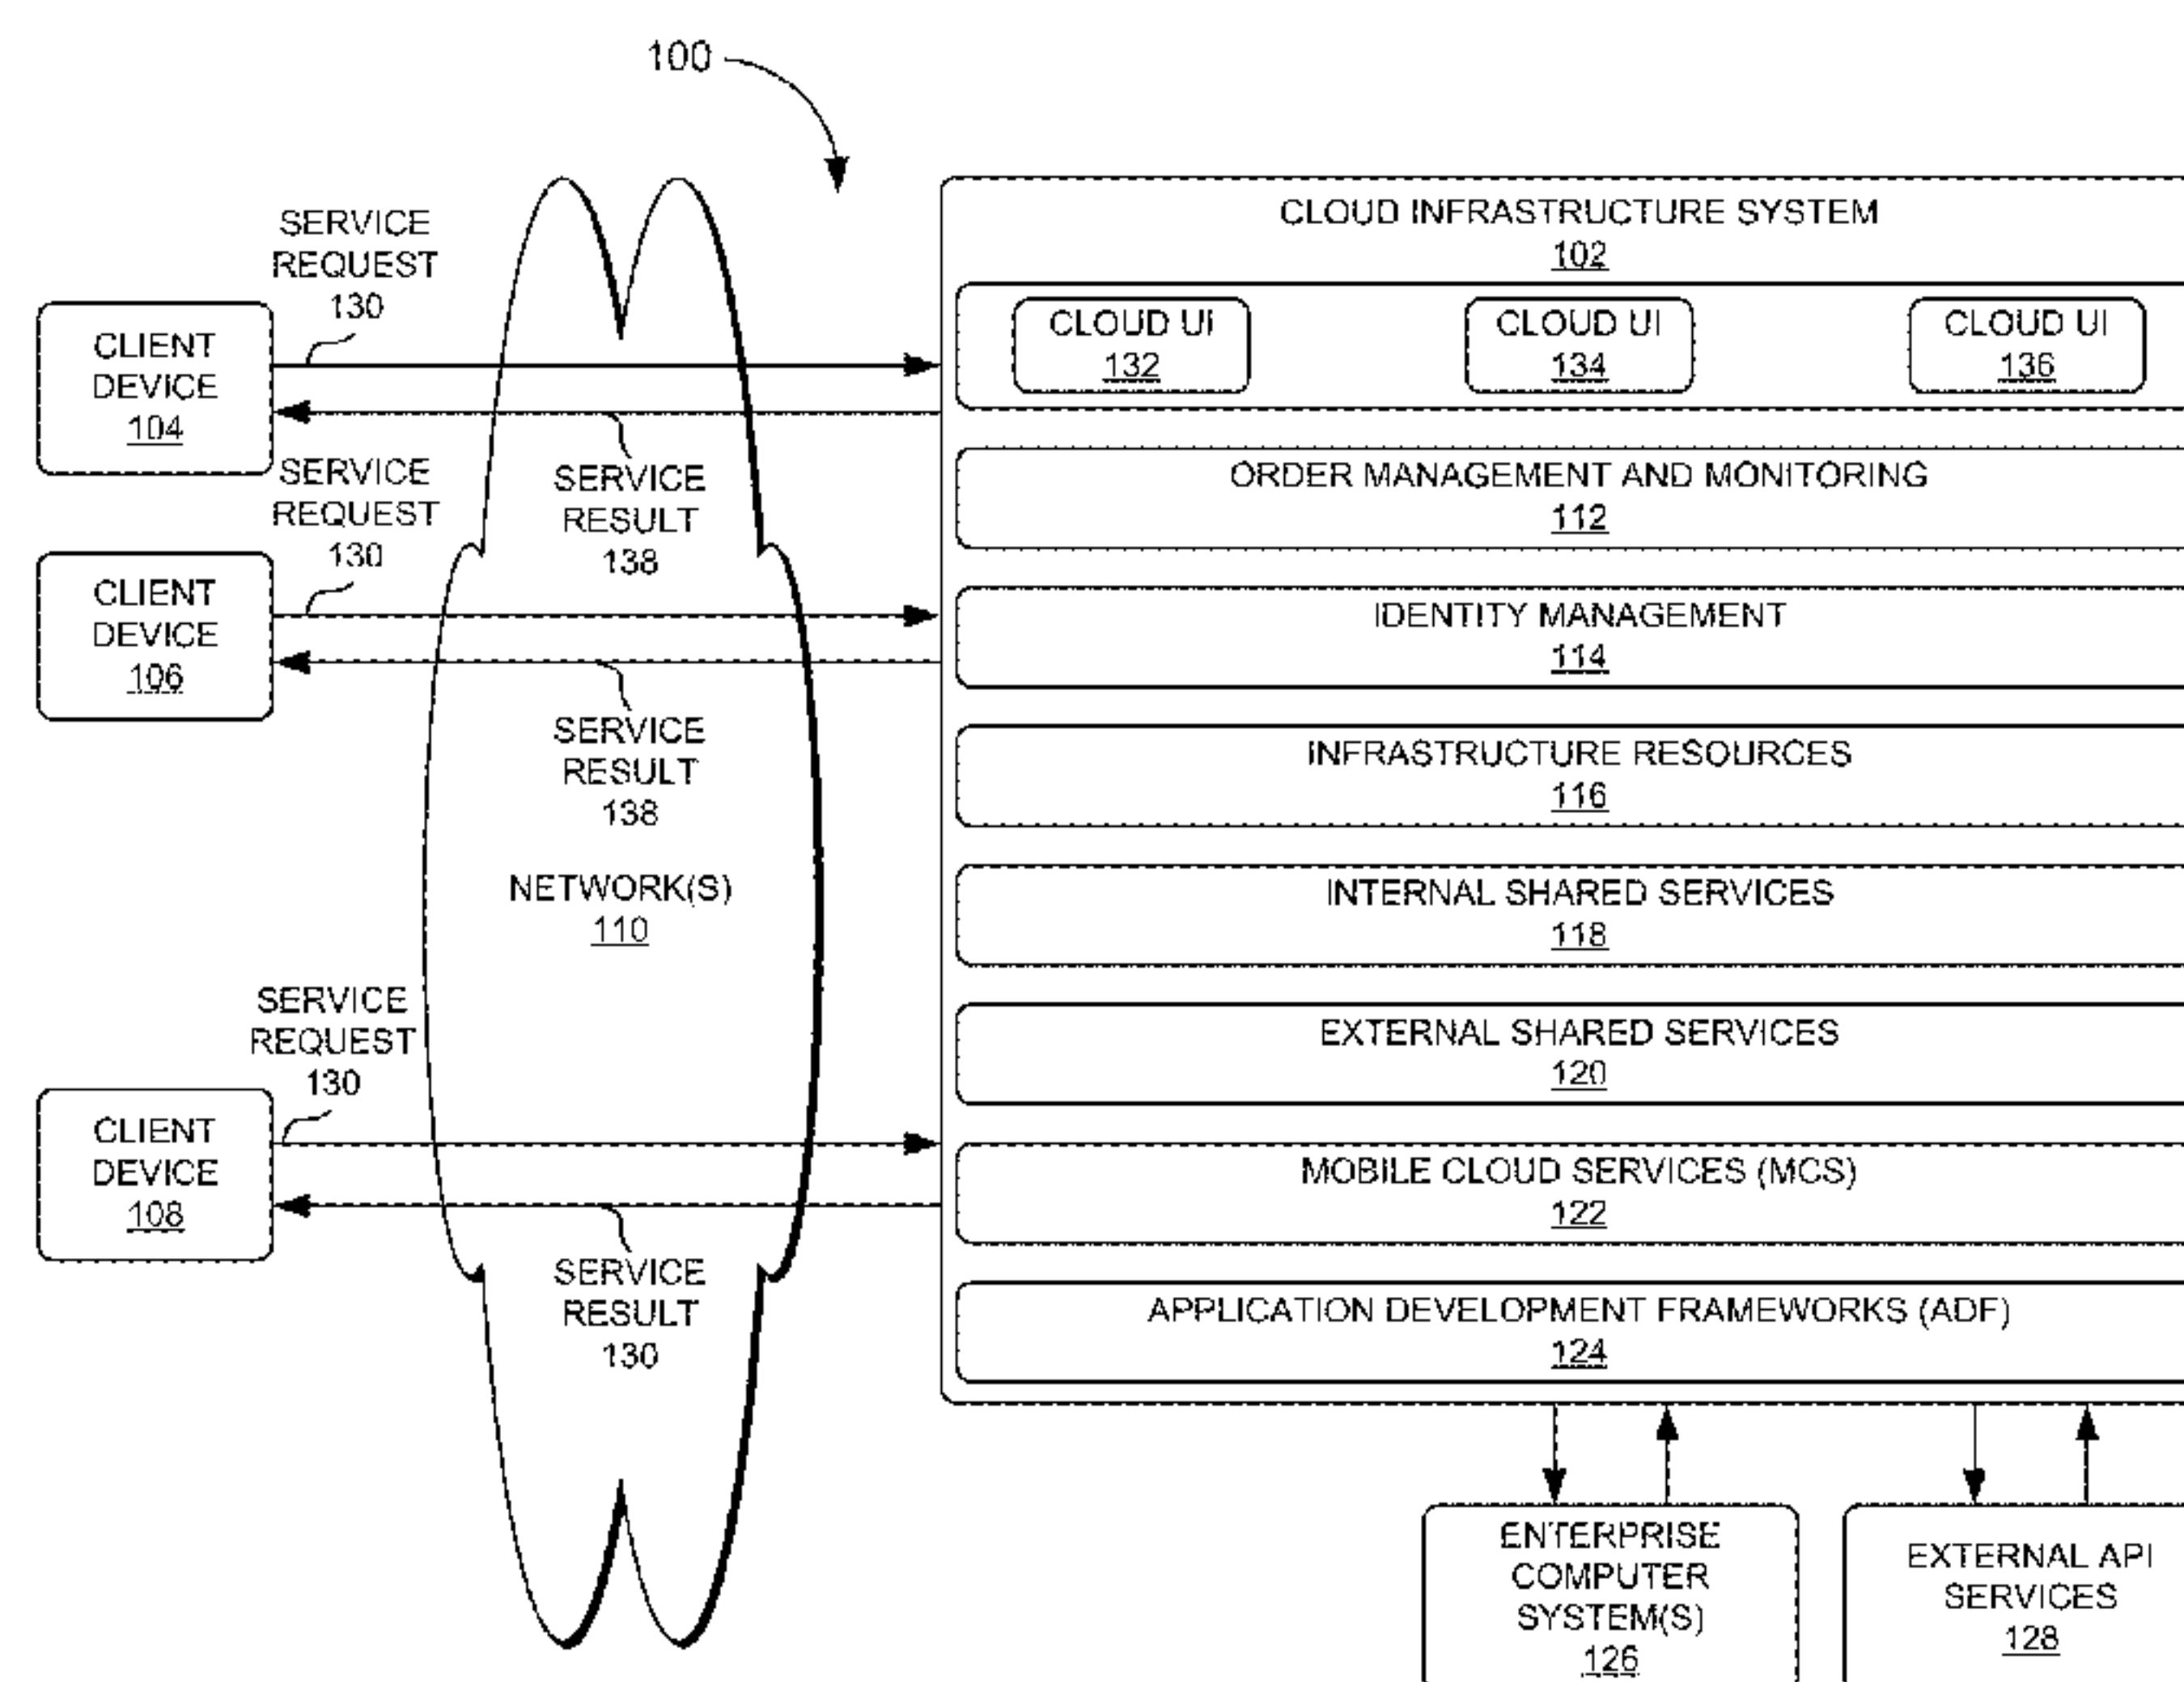 100
SERVICE
REQUEST
130
CLIENT
DEVICE
104
SERVICE
RESULT
138
SERVICE
REQUEST
130
CLIENT
DEVICE
106
SERVICE
RESULT
138
NETWORK(S)
110
SERVICE
REQUEST
130
CLIENT
DEVICE
108
SERVICE
RESULT
130
CLOUD INFRASTRUCTURE SYSTEM
102
CLOUD UI
132
CLOUD UI
134
CLOUD UI
136
ORDER MANAGEMENT AND MONITORING
112
IDENTITY MANAGEMENT
114
INFRASTRUCTURE RESOURCES
116
INTERNAL SHARED SERVICES
118
EXTERNAL SHARED SERVICES
120
MOBILE CLOUD SERVICES (MCS)
122
APPLICATION DEVELOPMENT FRAMEWORKS (ADF)
124
ENTERPRISE
COMPUTER
SYSTEM(S)
126
EXTERNAL API
SERVICES
128